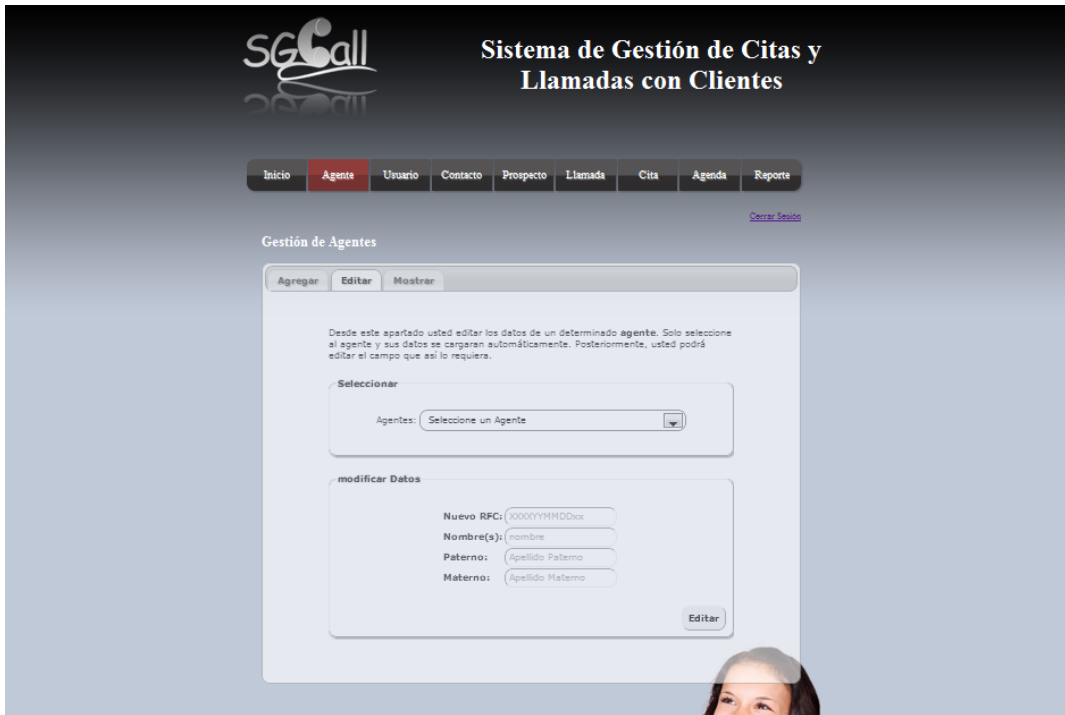 SGCall
Sistema de Gestión de Citas y
Llamadas con Clientes
Inicio Agente Usuario Contacto Prospecto Llamada Cita Agenda Reporte
Cerrar Sesión
Gestión de Agentes
Agregar Editar Mostrar
Desde este apartado usted editar los datos de un determinado agente. Solo seleccione
al agente y sus datos se cargaran automáticamente. Posteriormente, usted podrá
editar el campo que así lo requiera.
Seleccionar
Agentes: Seleccione un Agente
modificar Datos
Nuevo RFC: XXXXYYMMDDxx
Nombre(s): nombre
Paterno: Apellido Paterno
Materno: Apellido Materno
Editar